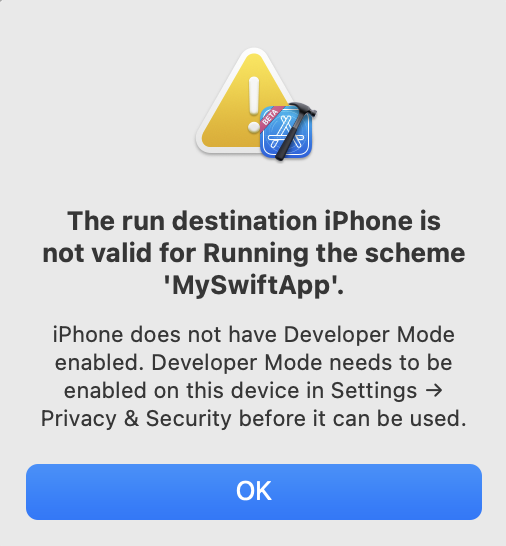 BETA
The run destination iPhone is
not valid for Running the scheme
'MySwiftApp'.
iPhone does not have Developer Mode
enabled. Developer Mode needs to be
enabled on this device in Settings →
Privacy & Security before it can be used.
OK